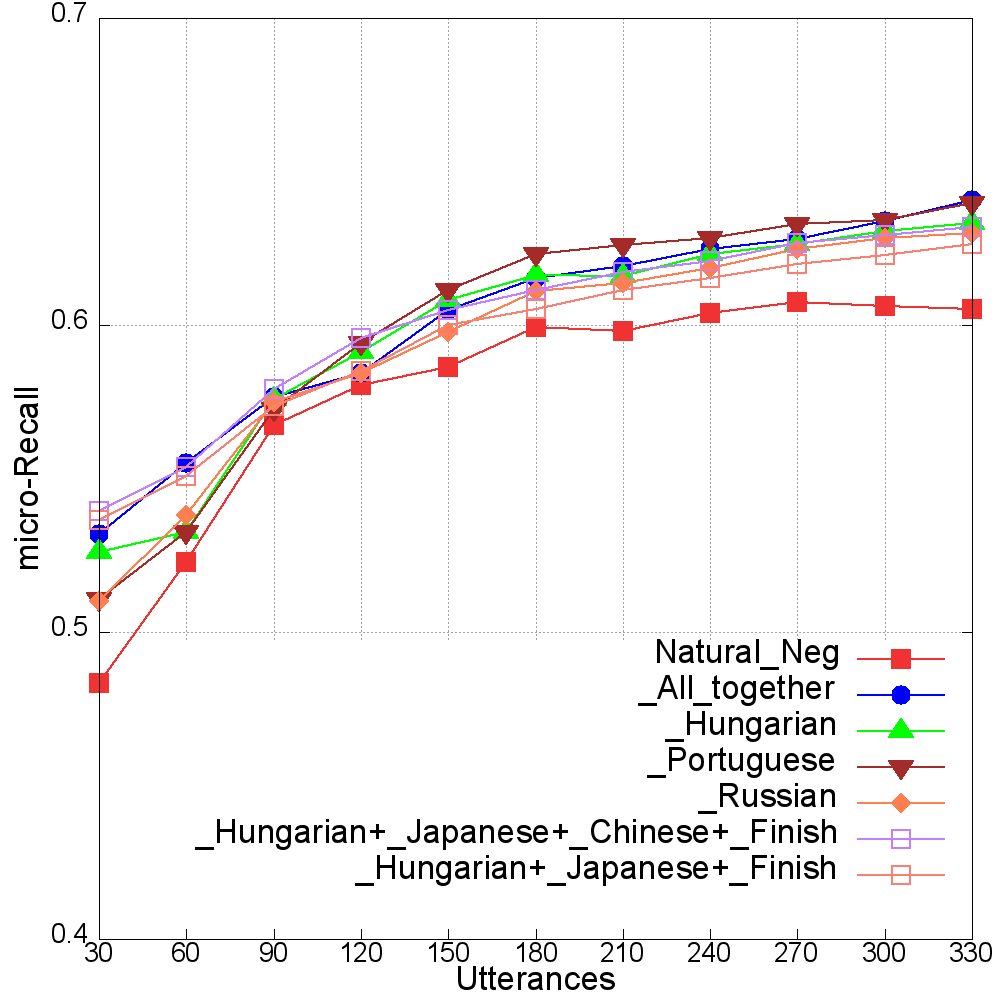 0.7
0.6
0.5
0.4
micro-Recall
Natural_Neg
_All_together
_Hungarian
_Portuguese
_Russian
_Hungarian+_Japanese+_Chinese+_Finish
_Hungarian+_Japanese+_Finish
30 60 90 120 150 180 210 240 270 300 330
Utterances